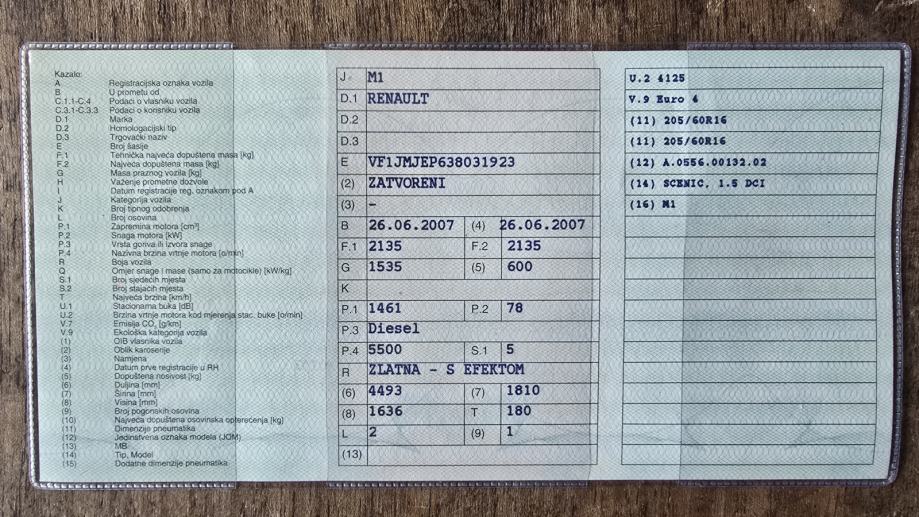 Kazalo:
A Registracijska oznaka vozila
B U prometu od
C.1.1-C.4 Podaci o vlasniku vozila
C.3.1-C.3.3 Podaci o korisniku vozila
D.1 Marka
D.2 Homologacijski tip
D.3 Trgovački naziv
E Broj šasije
F.1 Tehnička najveća dopuštena masa [kg]
F.2 Najveća dopuštena masa [kg]
G Masa praznog vozila [kg]
H Važenje prometne dozvole
I Datum registracije reg. oznakom pod A
J Kategorija vozila
K Broj tipnog odobrenja
L Broj osovina
P.1 Zapremina motora [cm³]
P.2 Snaga motora [kW]
P.3 Vrsta goriva ili izvora snage
P.4 Nazivna brzina vrtnje motora [o/min]
R Boja vozila
Q Omjer snage i mase (samo za motocikle) [kW/kg]
S.1 Broj sjedećih mjesta
S.2 Broj stajaćih mjesta
T Najveća brzina [km/h]
U.1 Stacionarna buka [dB]
U.2 Brzina vrtnje motora kod mjerenja stac. buke [o/min]
V.7 Emisija CO₂ [g/km]
V.9 Ekološka kategorija vozila
(1) OIB vlasnika vozila
(2) Oblik karoserije
(3) Namjena
(4) Datum prve registracije u RH
(5) Dopuštena nosivost [kg]
(6) Duljina [mm]
(7) Širina [mm]
(8) Visina [mm]
(9) Broj pogonskih osovina
(10) Najveća dopuštena osovinska opterećenja [kg]
(11) Dimenzije pneumatika
(12) Jedinstvena oznaka modela (JOM)
(13) MB
(14) Tip, Model
(15) Dodatne dimenzije pneumatika
J M1
D.1 RENAULT
D.2
D.3
E VF1JMJEP638031923
(2) ZATVORENI
(3) –
B 26.06.2007 (4) 26.06.2007
F.1 2135 F.2 2135
G 1535 (5) 600
K
P.1 1461 P.2 78
P.3 Diesel
P.4 5500 S.1 5
R ZLATNA - S EFEKTOM
(6) 4493 (7) 1810
(8) 1636 T 180
L 2 (9) 1
(13)
U.2 4125
V.9 Euro 4
(11) 205/60R16
(11) 205/60R16
(12) A.0556.00132.02
(14) SCENIC, 1.5 DCI
(16) M1